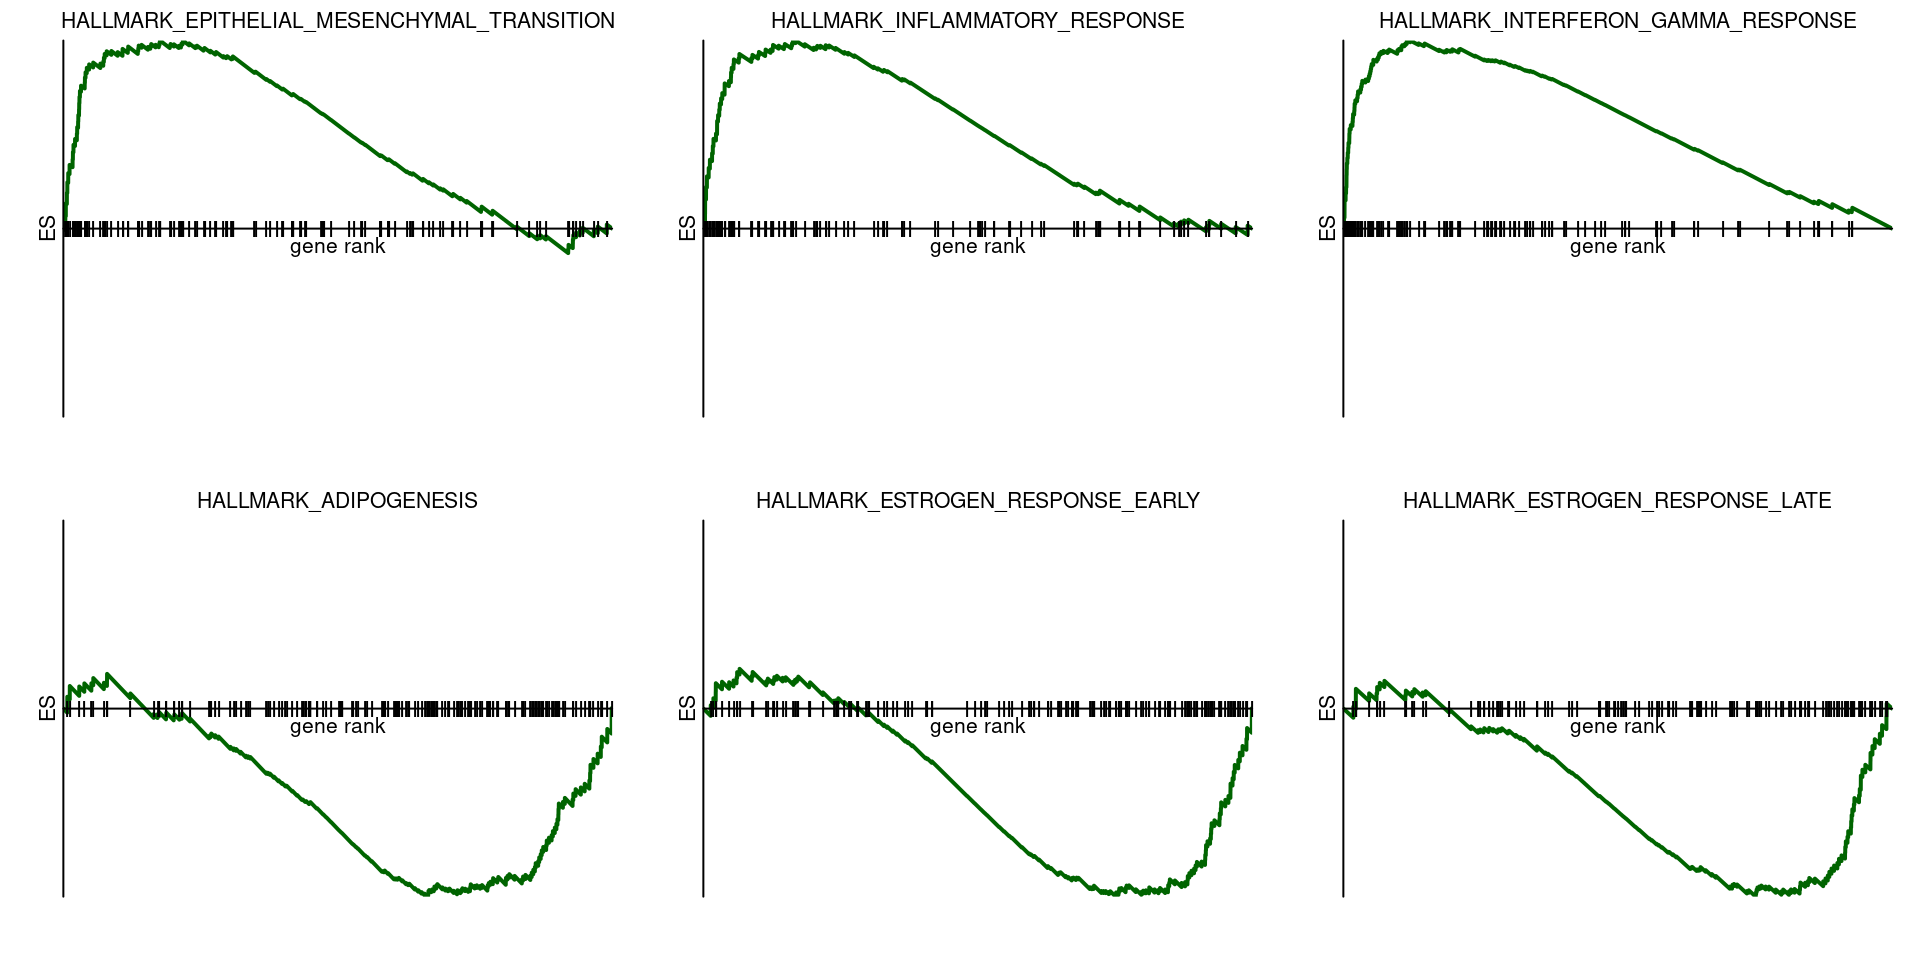 HALLMARK_EPITHELIAL_MESENCHYMAL_TRANSITION
ES
gene rank
HALLMARK_INFLAMMATORY_RESPONSE
ES
gene rank
HALLMARK_INTERFERON_GAMMA_RESPONSE
ES
gene rank
HALLMARK_ADIPOGENESIS
ES
gene rank
HALLMARK_ESTROGEN_RESPONSE_EARLY
ES
gene rank
HALLMARK_ESTROGEN_RESPONSE_LATE
ES
gene rank